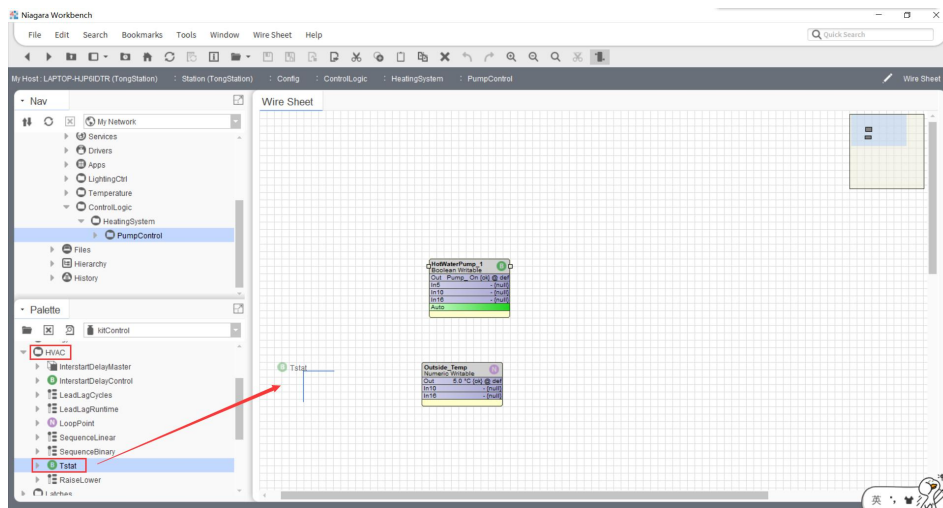 Niagara Workbench
File Edit Search Bookmarks Tools Window Wire Sheet Help
Quick Search
My Host : LAPTOP-HJP6IDTR (TongStation) : Station (TongStation) : Config : ControlLogic : HeatingSystem : PumpControl
Wire Sheet
Nav
My Network
Services
Drivers
Apps
LightingCtrl
Temperature
ControlLogic
HeatingSystem
PumpControl
Files
Hierarchy
History
Palette
kitControl
HVAC
InterstartDelayMaster
InterstartDelayControl
LeadLagCycles
LeadLagRuntime
LoopPoint
SequenceLinear
SequenceBinary
Tstat
RaiseLower
Latches
Wire Sheet
HotWaterPump_1
Boolean Writable
Out Pump_ On {ok} @ def
In5 - {null}
In10 - {null}
In16 - {null}
Auto
Tstat
Outside_Temp
Numeric Writable
Out 5.0 °C {ok} @ def
In10 - {null}
In16 - {null}
英